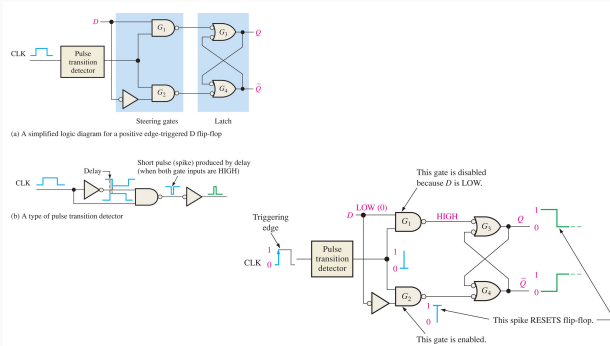 D
G₁
G₃
Q
CLK
Pulse
transition
detector
G₂
G₄
Q̅
Steering gates
Latch
(a) A simplified logic diagram for a positive edge-triggered D flip-flop
Short pulse (spike) produced by delay
(when both gate inputs are HIGH)
Delay
CLK
(b) A type of pulse transition detector
This gate is disabled
because D is LOW.
D
LOW (0)
G₁
HIGH
G₃
Q
1
0
Triggering
edge
1
0
CLK
Pulse
transition
detector
1
0
G₂
1
0
G₄
Q̅
1
0
This spike RESETS flip-flop.
This gate is enabled.